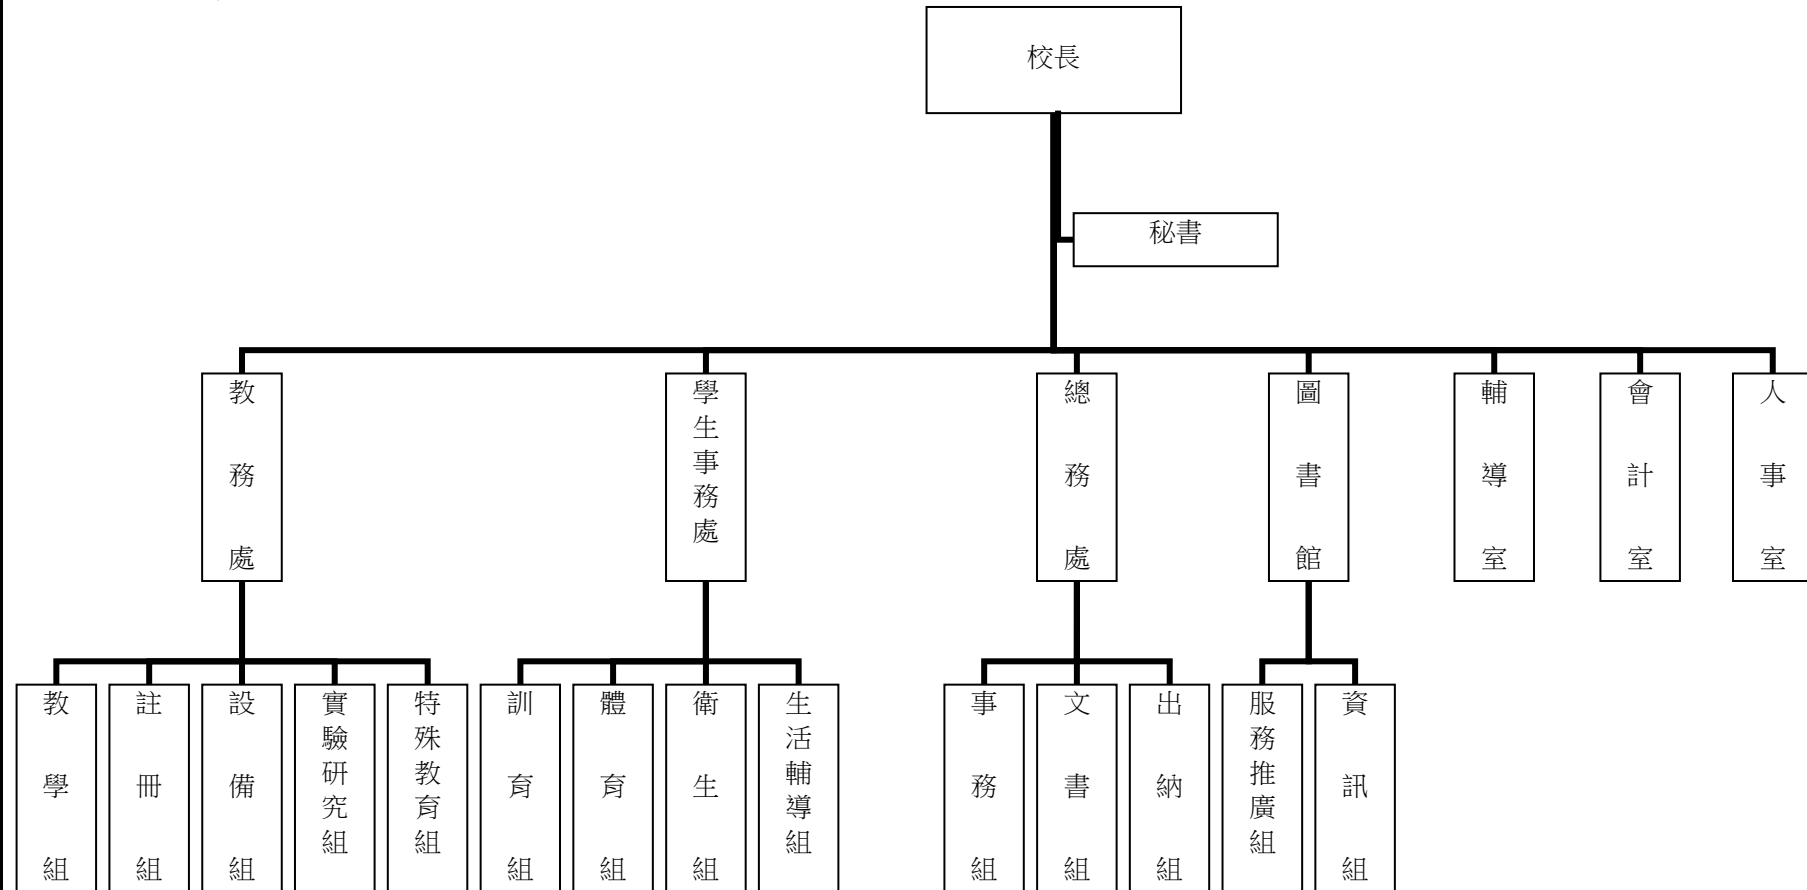 校長
秘書
教務處
學生事務處
總務處
圖書館
輔導室
會計室
人事室
教學組
註冊組
設備組
實驗研究組
特殊教育組
訓育組
體育組
衛生組
生活輔導組
事務組
文書組
出納組
服務推廣組
資訊組